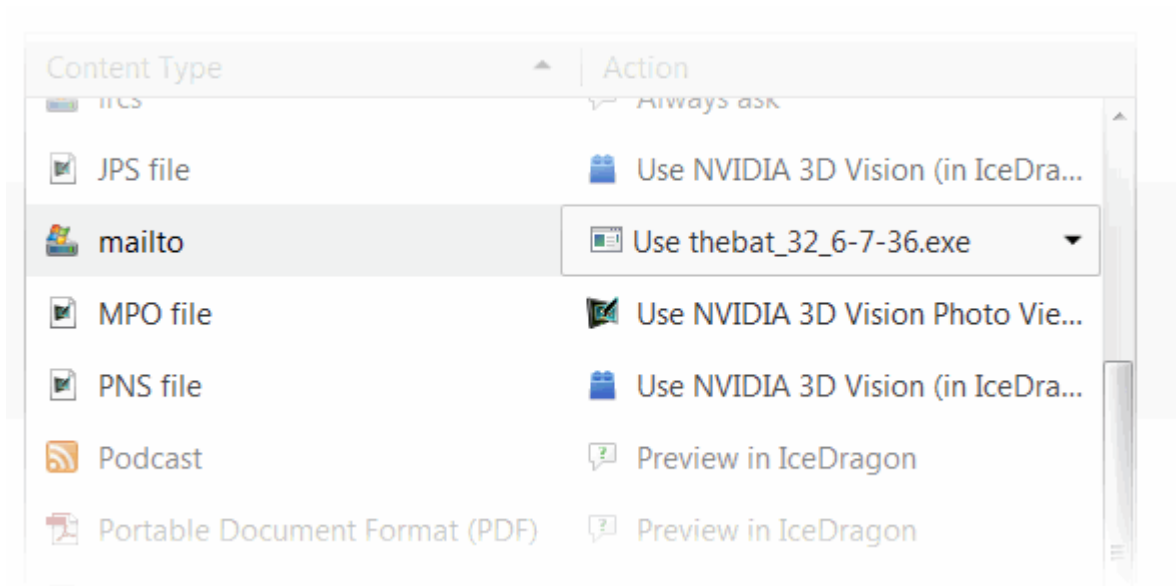 Content Type Action
ircs Always ask
JPS file Use NVIDIA 3D Vision (in IceDra...
mailto Use thebat_32_6-7-36.exe
MPO file Use NVIDIA 3D Vision Photo Vie...
PNS file Use NVIDIA 3D Vision (in IceDra...
Podcast Preview in IceDragon
Portable Document Format (PDF) Preview in IceDragon